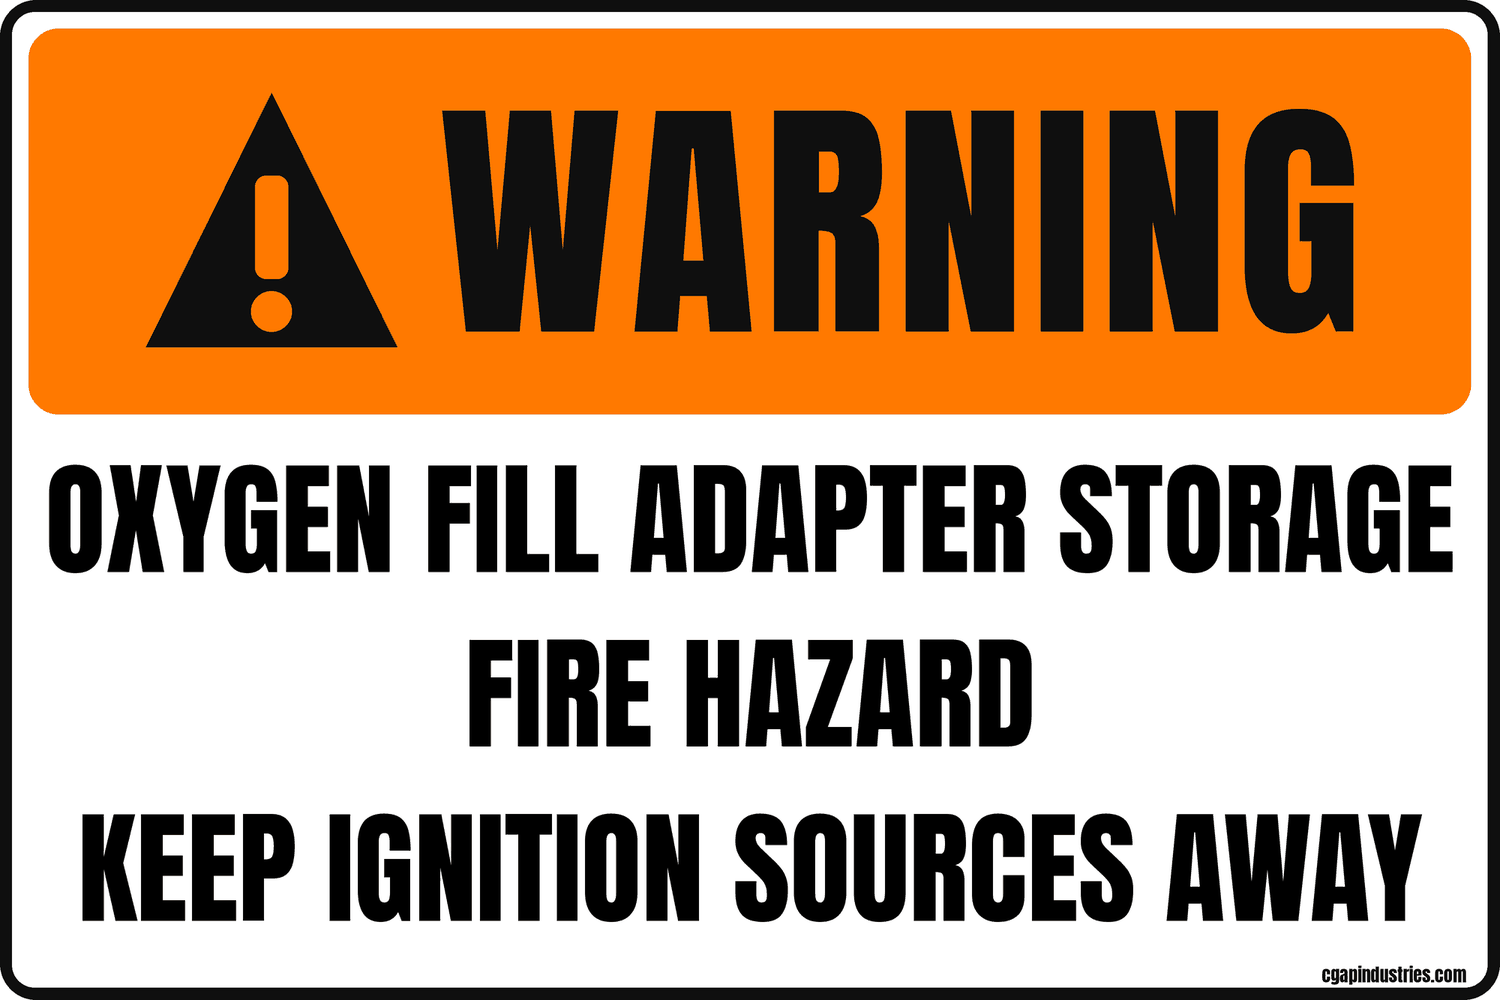 WARNING
OXYGEN FILL ADAPTER STORAGE
FIRE HAZARD
KEEP IGNITION SOURCES AWAY
cgapindustries.com